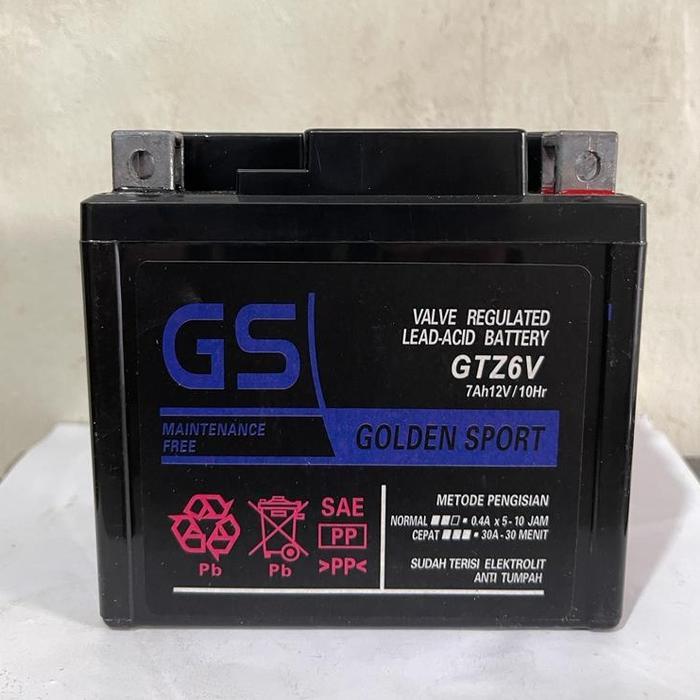 GS
VALVE REGULATED
LEAD-ACID BATTERY
GTZ6V
7Ah12V/10Hr
MAINTENANCE
FREE
GOLDEN SPORT
Pb
Pb
SAE
PP
>PP<
METODE PENGISIAN
NORMAL ■■□ • 0.4A x 5-10 JAM
CEPAT ■■■ • 30A-30 MENIT
SUDAH TERISI ELEKTROLIT
ANTI TUMPAH